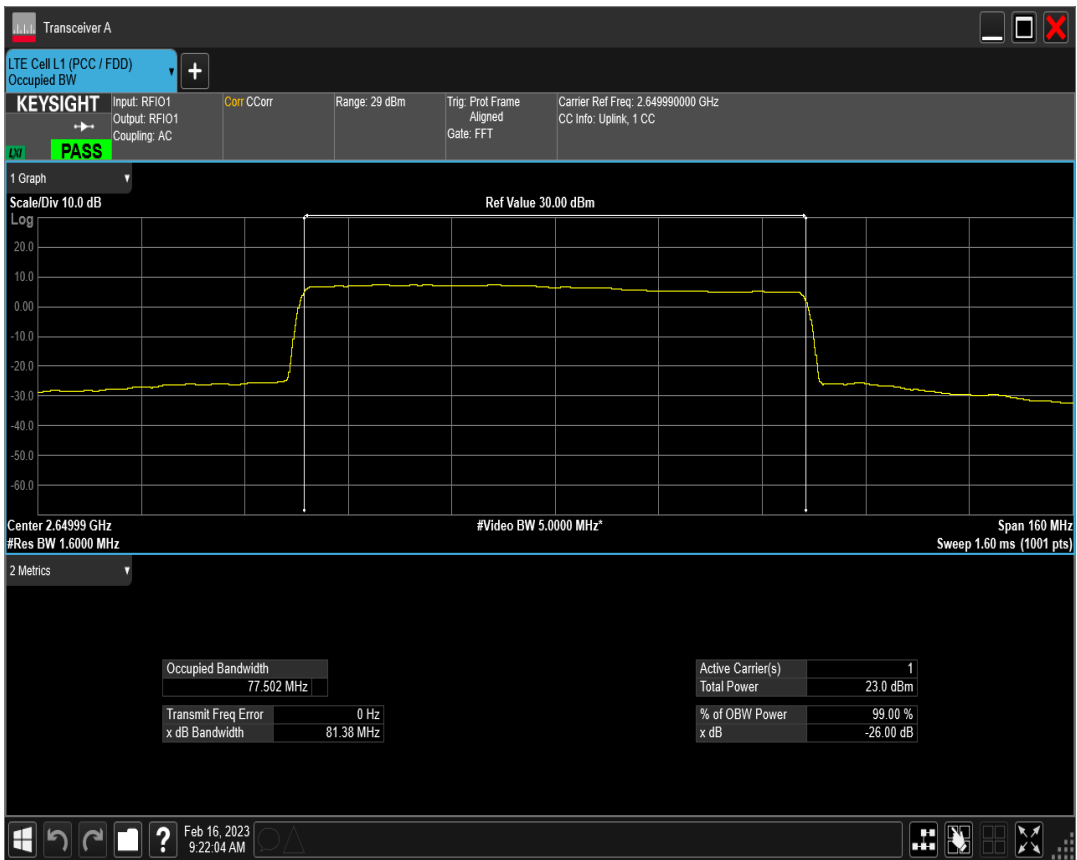 Transceiver A
LTE Cell L1 (PCC / FDD)
Occupied BW
+
KEYSIGHT
LXI
PASS
Input: RFIO1
Output: RFIO1
Coupling: AC
Corr CCorr
Range: 29 dBm
Trig: Prot Frame
Aligned
Gate: FFT
Carrier Ref Freq: 2.649990000 GHz
CC Info: Uplink, 1 CC
1 Graph
Scale/Div 10.0 dB
Ref Value 30.00 dBm
Log
20.0
10.0
0.00
-10.0
-20.0
-30.0
-40.0
-50.0
-60.0
Center 2.64999 GHz
#Video BW 5.0000 MHz*
Span 160 MHz
#Res BW 1.6000 MHz
Sweep 1.60 ms (1001 pts)
2 Metrics
Occupied Bandwidth
77.502 MHz
Transmit Freq Error 0 Hz
x dB Bandwidth 81.38 MHz
Active Carrier(s) 1
Total Power 23.0 dBm
% of OBW Power 99.00 %
x dB -26.00 dB
?
Feb 16, 2023
9:22:04 AM